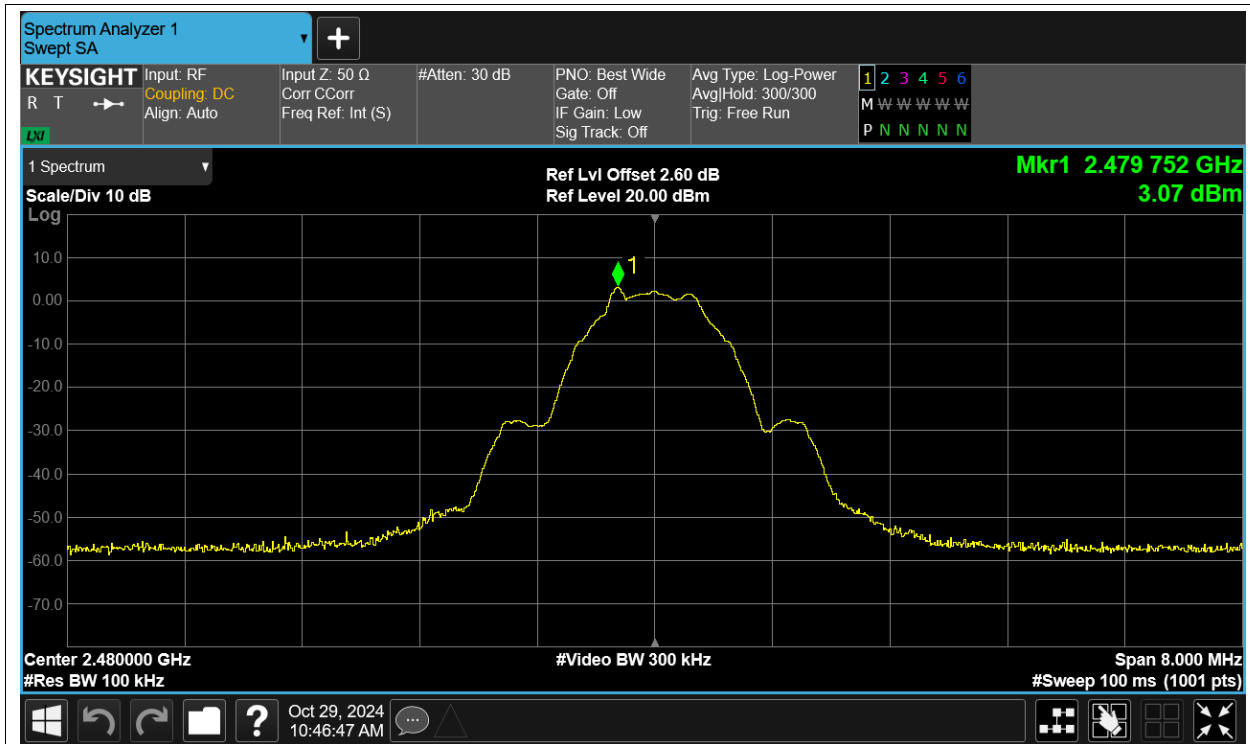 Spectrum Analyzer 1
Swept SA
+
KEYSIGHT
R T
LXI
Input: RF
Coupling: DC
Align: Auto
Input Z: 50 Ω
Corr CCorr
Freq Ref: Int (S)
#Atten: 30 dB
PNO: Best Wide
Gate: Off
IF Gain: Low
Sig Track: Off
Avg Type: Log-Power
Avg|Hold: 300/300
Trig: Free Run
1 2 3 4 5 6
M W W W W W
P N N N N N
1 Spectrum
Scale/Div 10 dB
Log
Ref Lvl Offset 2.60 dB
Ref Level 20.00 dBm
Mkr1 2.479 752 GHz
3.07 dBm
1
10.0
0.00
-10.0
-20.0
-30.0
-40.0
-50.0
-60.0
-70.0
Center 2.480000 GHz
#Res BW 100 kHz
#Video BW 300 kHz
Span 8.000 MHz
#Sweep 100 ms (1001 pts)
?
Oct 29, 2024
10:46:47 AM